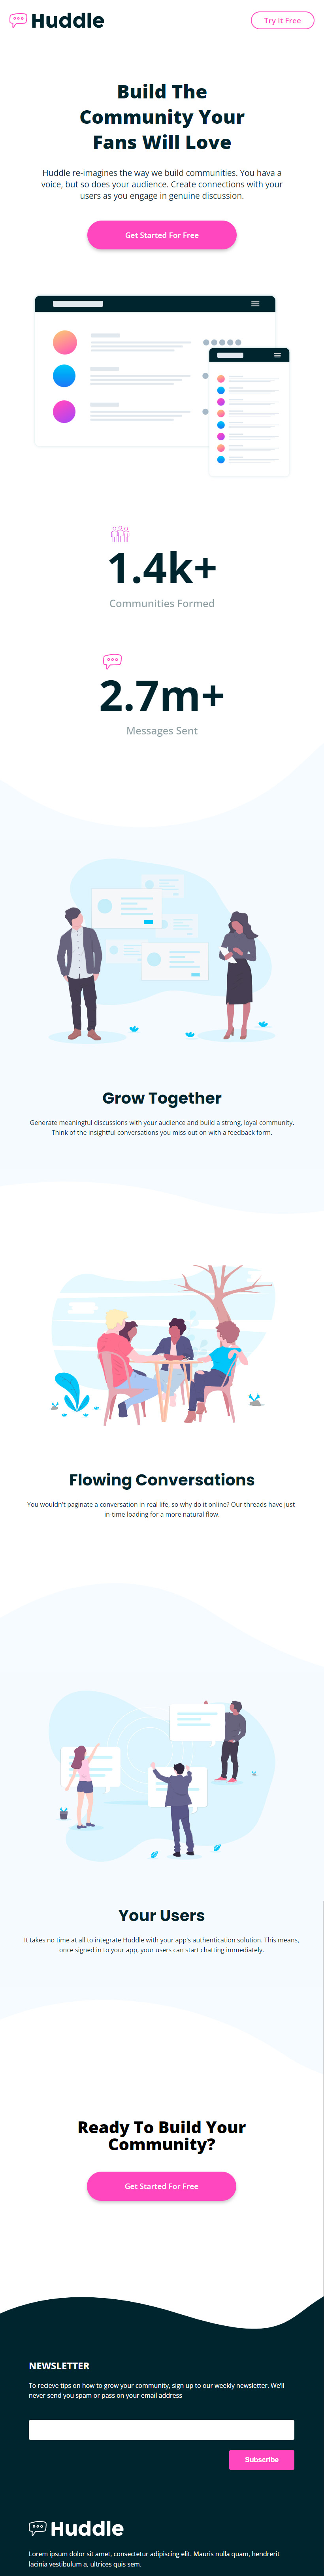 Huddle
Try It Free
Build The
Community Your
Fans Will Love
Huddle re-imagines the way we build communities. You hava a
voice, but so does your audience. Create connections with your
users as you engage in genuine discussion.
Get Started For Free
1.4k+
Communities Formed
2.7m+
Messages Sent
Grow Together
Generate meaningful discussions with your audience and build a strong, loyal community.
Think of the insightful conversations you miss out on with a feedback form.
Flowing Conversations
You wouldn't paginate a conversation in real life, so why do it online? Our threads have just-
in-time loading for a more natural flow.
Your Users
It takes no time at all to integrate Huddle with your app's authentication solution. This means,
once signed in to your app, your users can start chatting immediately.
Ready To Build Your
Community?
Get Started For Free
NEWSLETTER
To recieve tips on how to grow your community, sign up to our weekly newsletter. We'll
never send you spam or pass on your email address
Subscribe
Huddle
Lorem ipsum dolor sit amet, consectetur adipiscing elit. Mauris nulla quam, hendrerit
lacinia vestibulum a, ultrices quis sem.